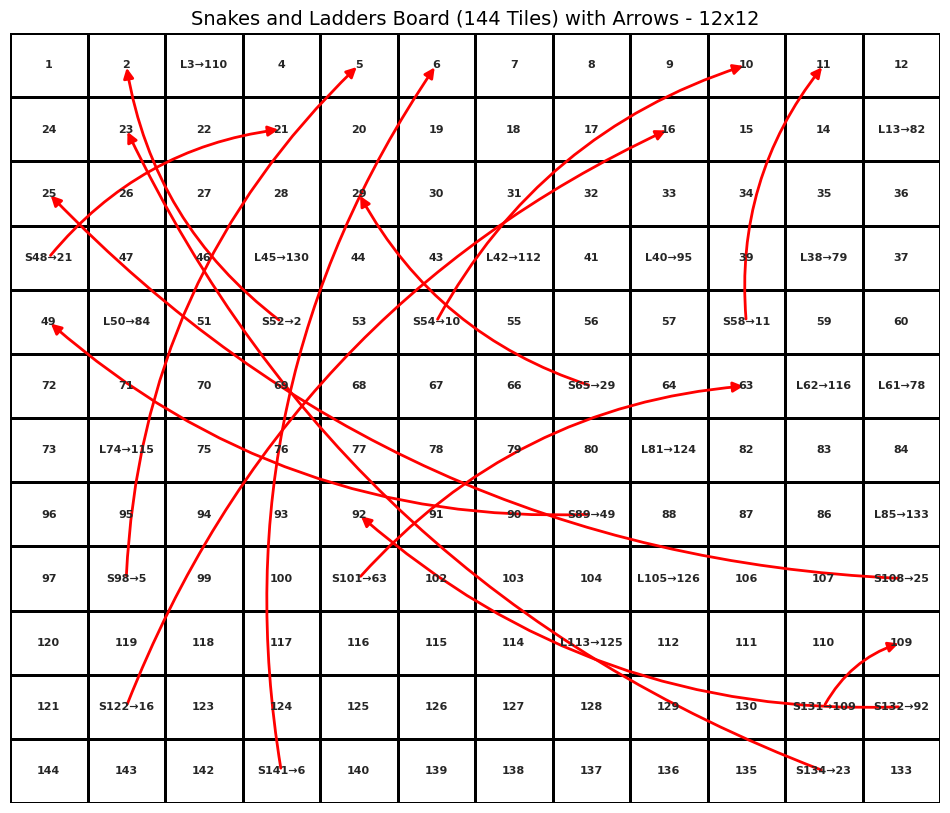 Snakes and Ladders Board (144 Tiles) with Arrows - 12x12
1 2 L3→110 4 5 6 7 8 9 10 11 12
24 23 22 21 20 19 18 17 16 15 14 L13→82
25 26 27 28 29 30 31 32 33 34 35 36
S48→21 47 46 L45→130 44 43 L42→112 41 L40→95 39 L38→79 37
49 L50→84 51 S52→2 53 S54→10 55 56 57 S58→11 59 60
72 71 70 69 68 67 66 S65→29 64 63 L62→116 L61→78
73 L74→115 75 76 77 78 79 80 L81→124 82 83 84
96 95 94 93 92 91 90 S89→49 88 87 86 L85→133
97 S98→5 99 100 S101→63 102 103 104 L105→126 106 107 S108→25
120 119 118 117 116 115 114 L113→125 112 111 110 109
121 S122→16 123 124 125 126 127 128 129 130 S131→109 S132→92
144 143 142 S141→6 140 139 138 137 136 135 S134→23 133